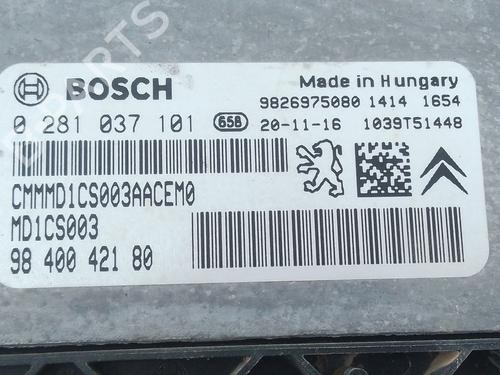 BOSCH
Made in Hungary
9826975080 1414 1654
0 281 037 101 65B 20-11-16 1039T51448
CMMMD1CS003AACEM0
MD1CS003
98 400 421 80